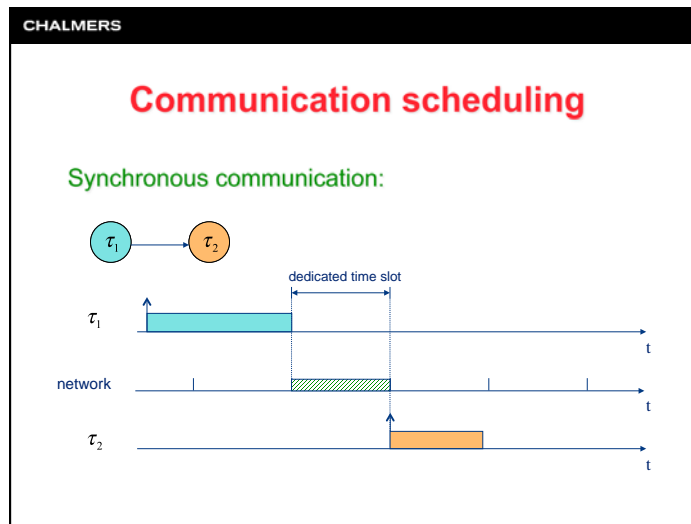 CHALMERS
Communication scheduling
Synchronous communication:
τ₁
τ₂
dedicated time slot
τ₁
t
network
t
τ₂
t